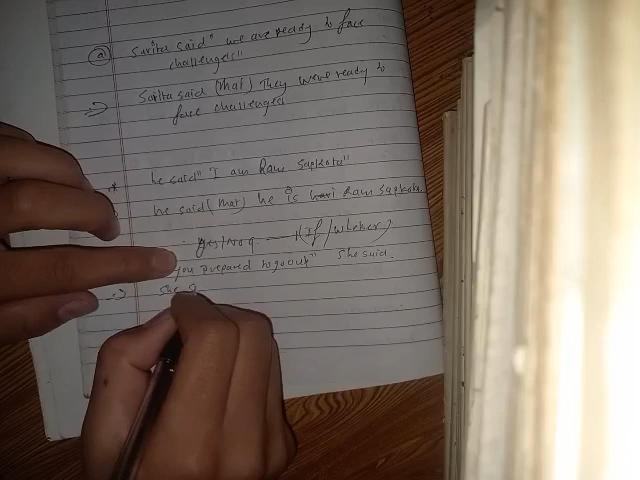 (a) Sarita said" we are ready to face
challenges"
=> Sarita said (that) They were ready to
face challenges
* he said" I am Ram Sapkota"
he said (that) he is Ram Sapkota.
yes/no q → (If/whether)
you prepared to go out" she said.
=> she